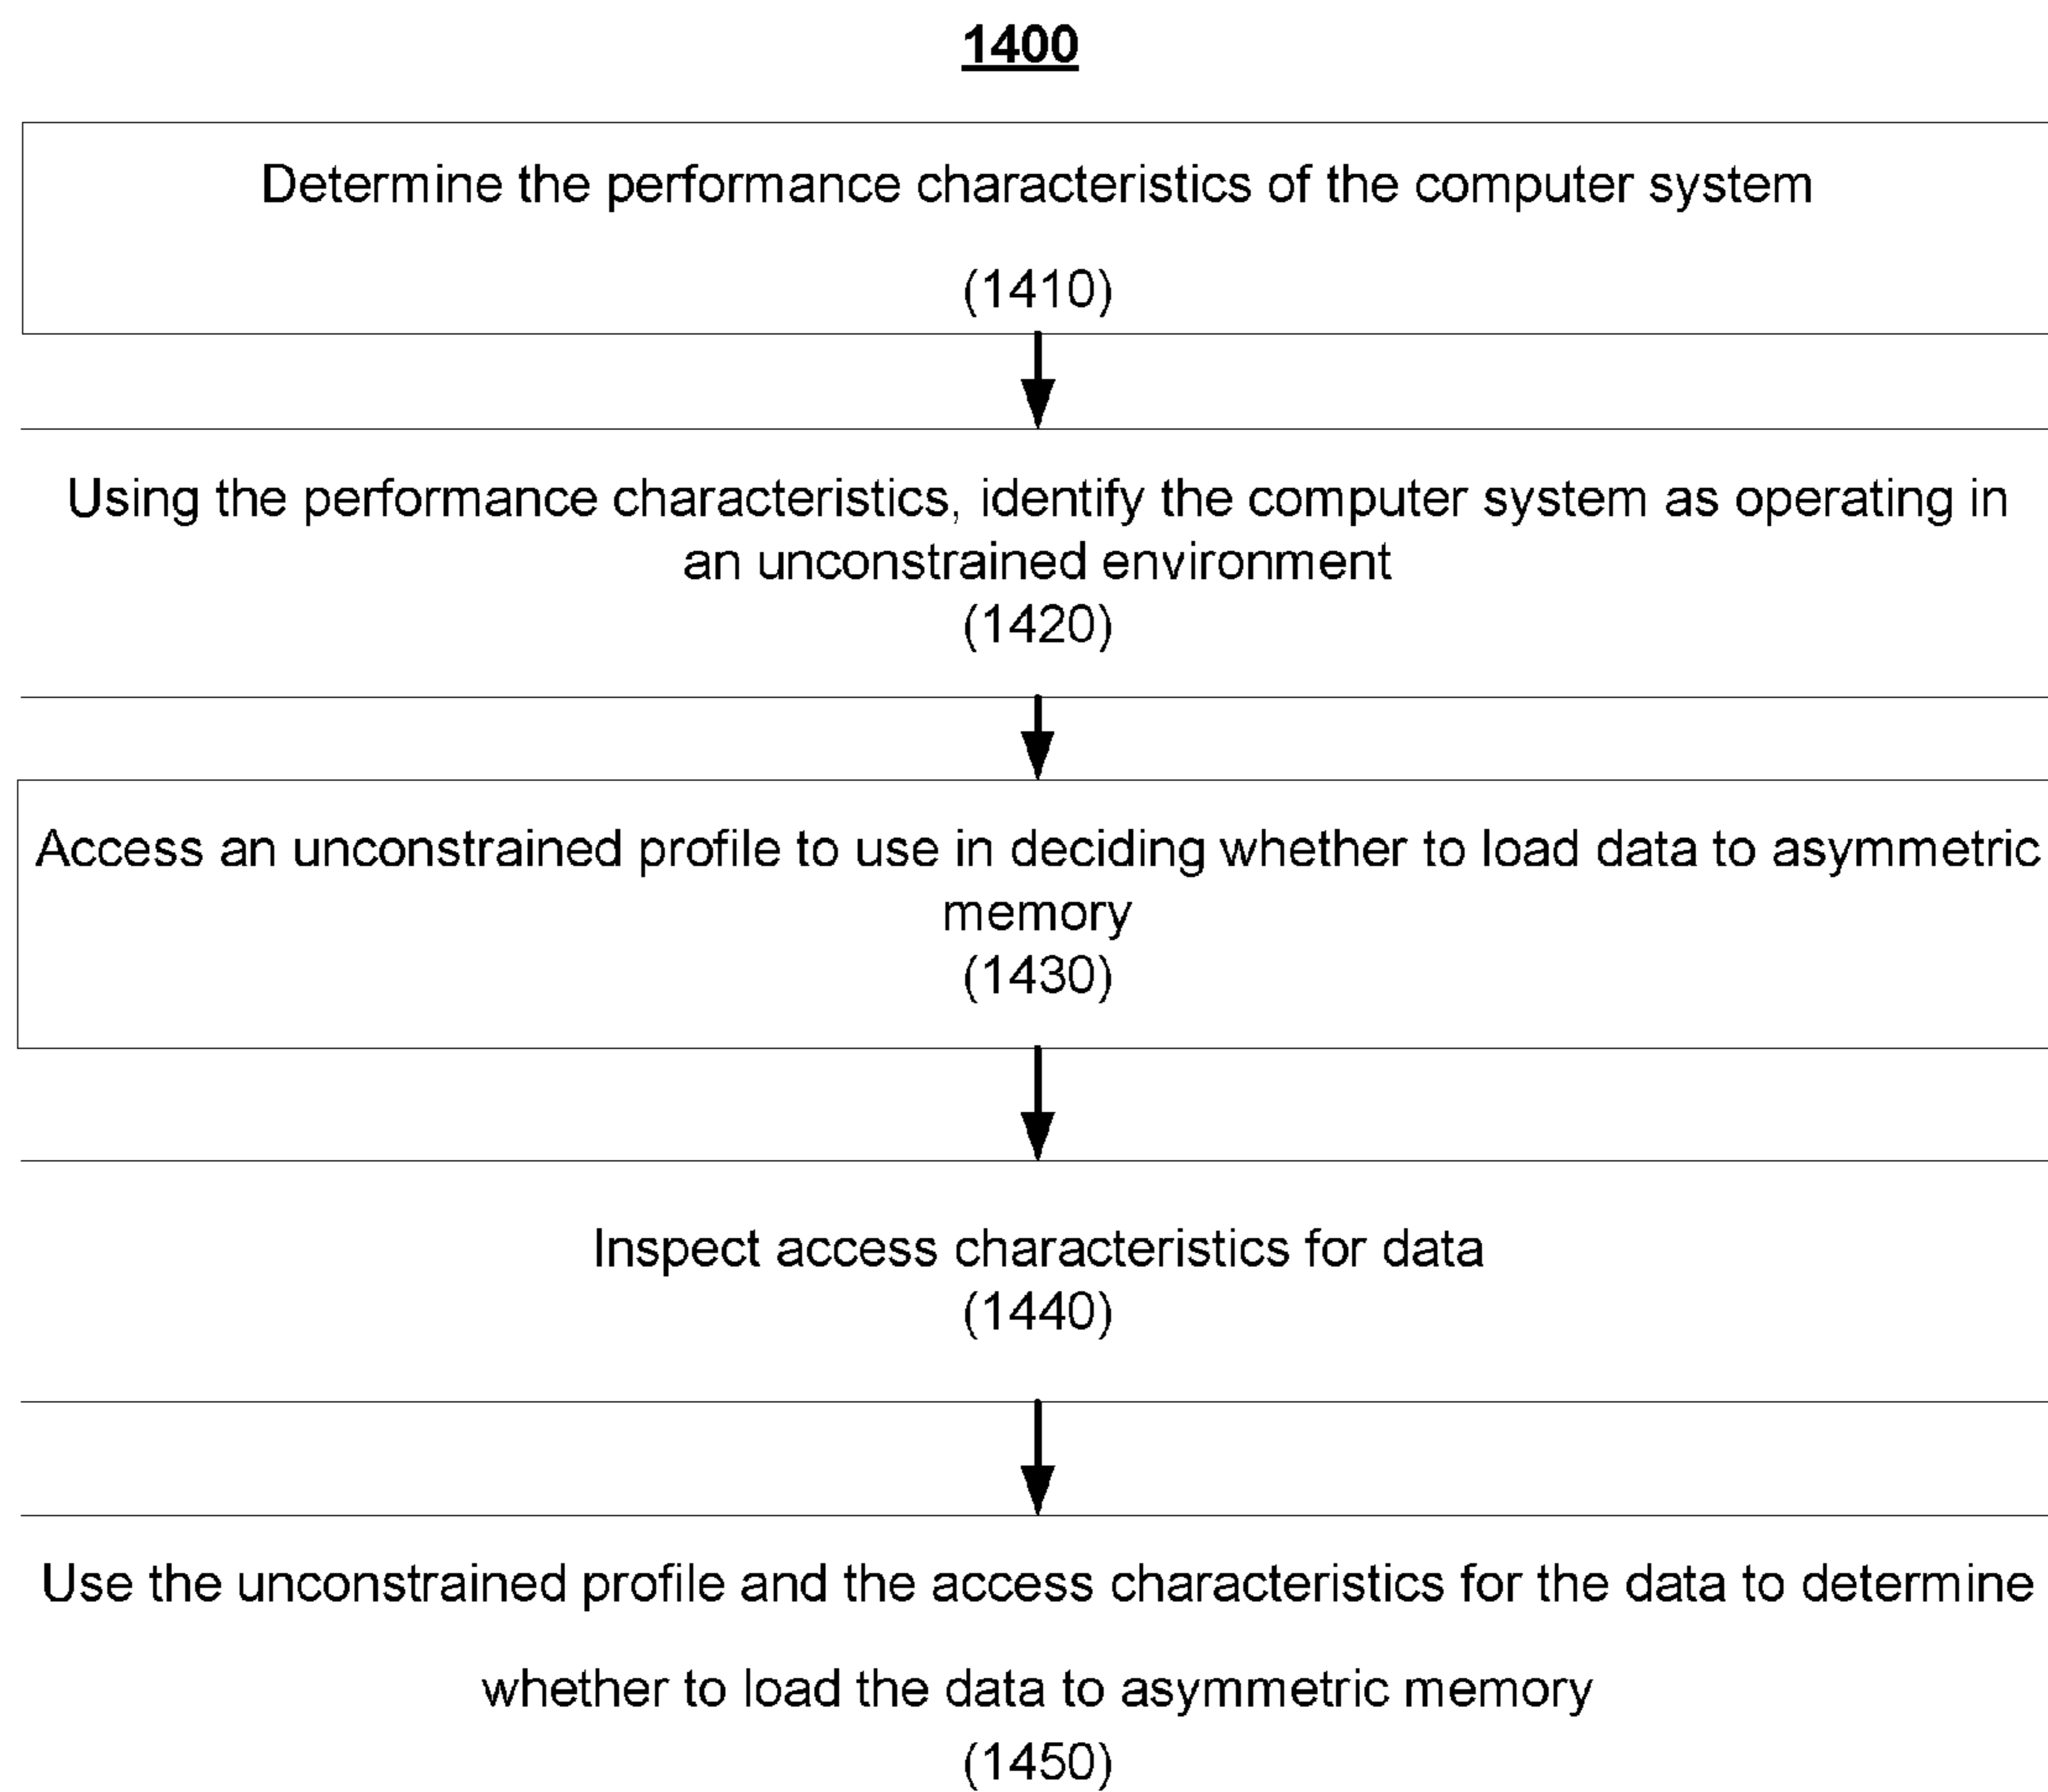 1400
Determine the performance characteristics of the computer system
(1410)
Using the performance characteristics, identify the computer system as operating in
an unconstrained environment
(1420)
Access an unconstrained profile to use in deciding whether to load data to asymmetric
memory
(1430)
Inspect access characteristics for data
(1440)
Use the unconstrained profile and the access characteristics for the data to determine
whether to load the data to asymmetric memory
(1450)